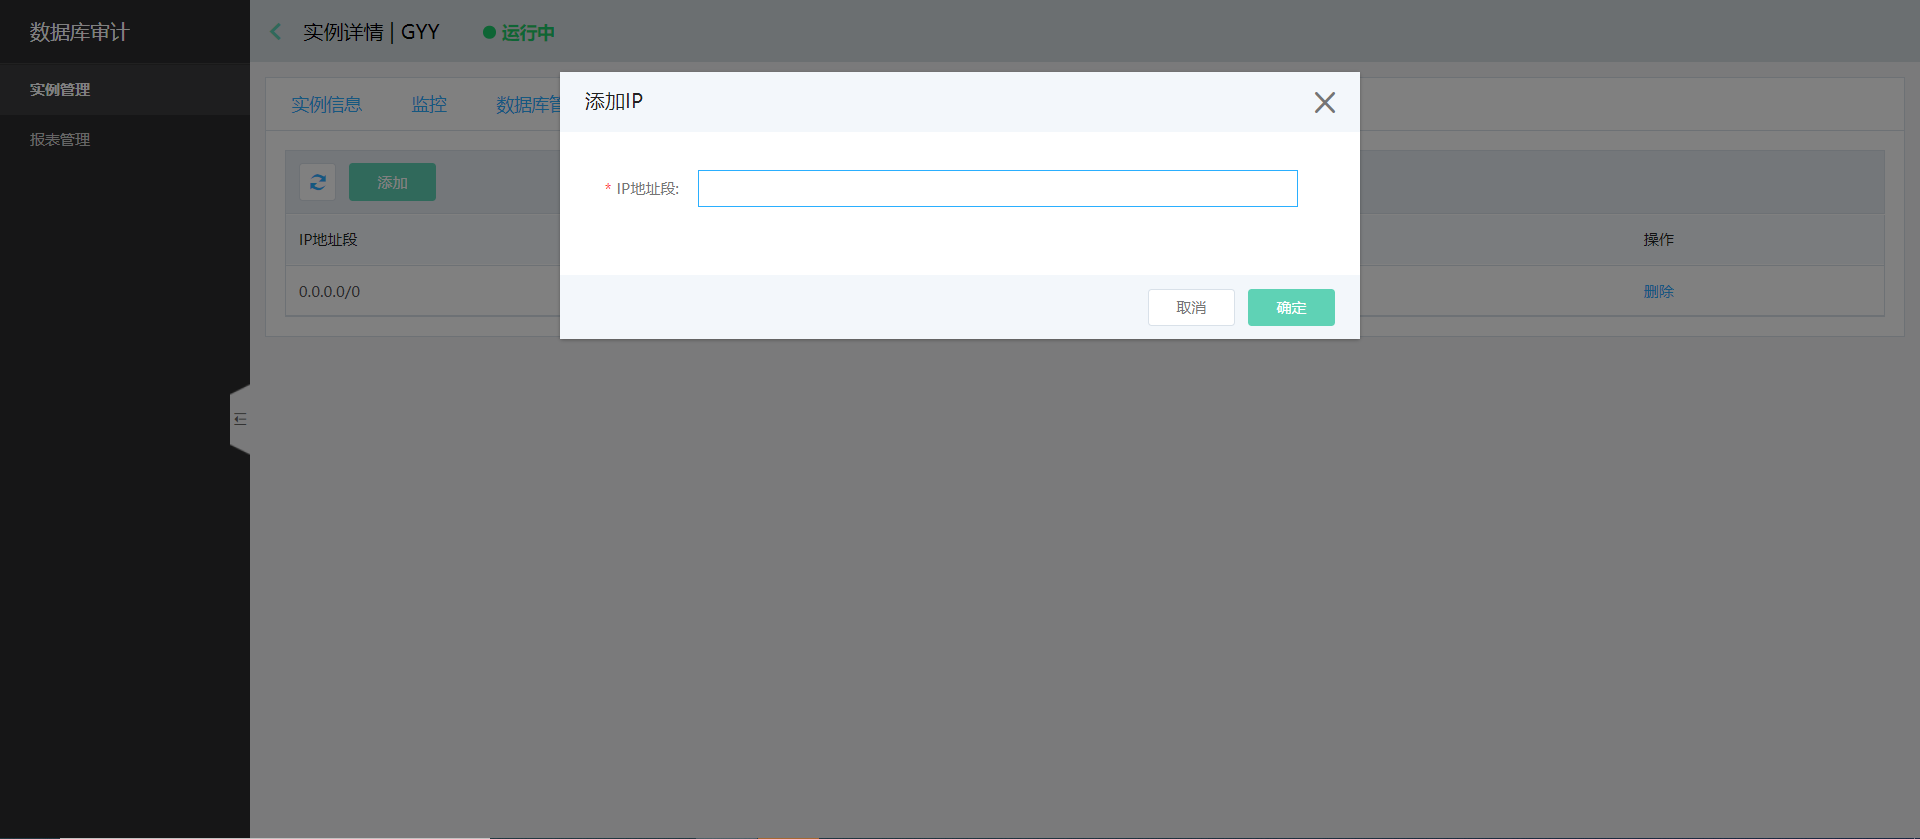 数据库审计
实例详情 | GYY
运行中
实例管理
报表管理
实例信息
监控
数据库管
添加IP
* IP地址段:
取消
确定
添加
IP地址段
操作
0.0.0.0/0
删除